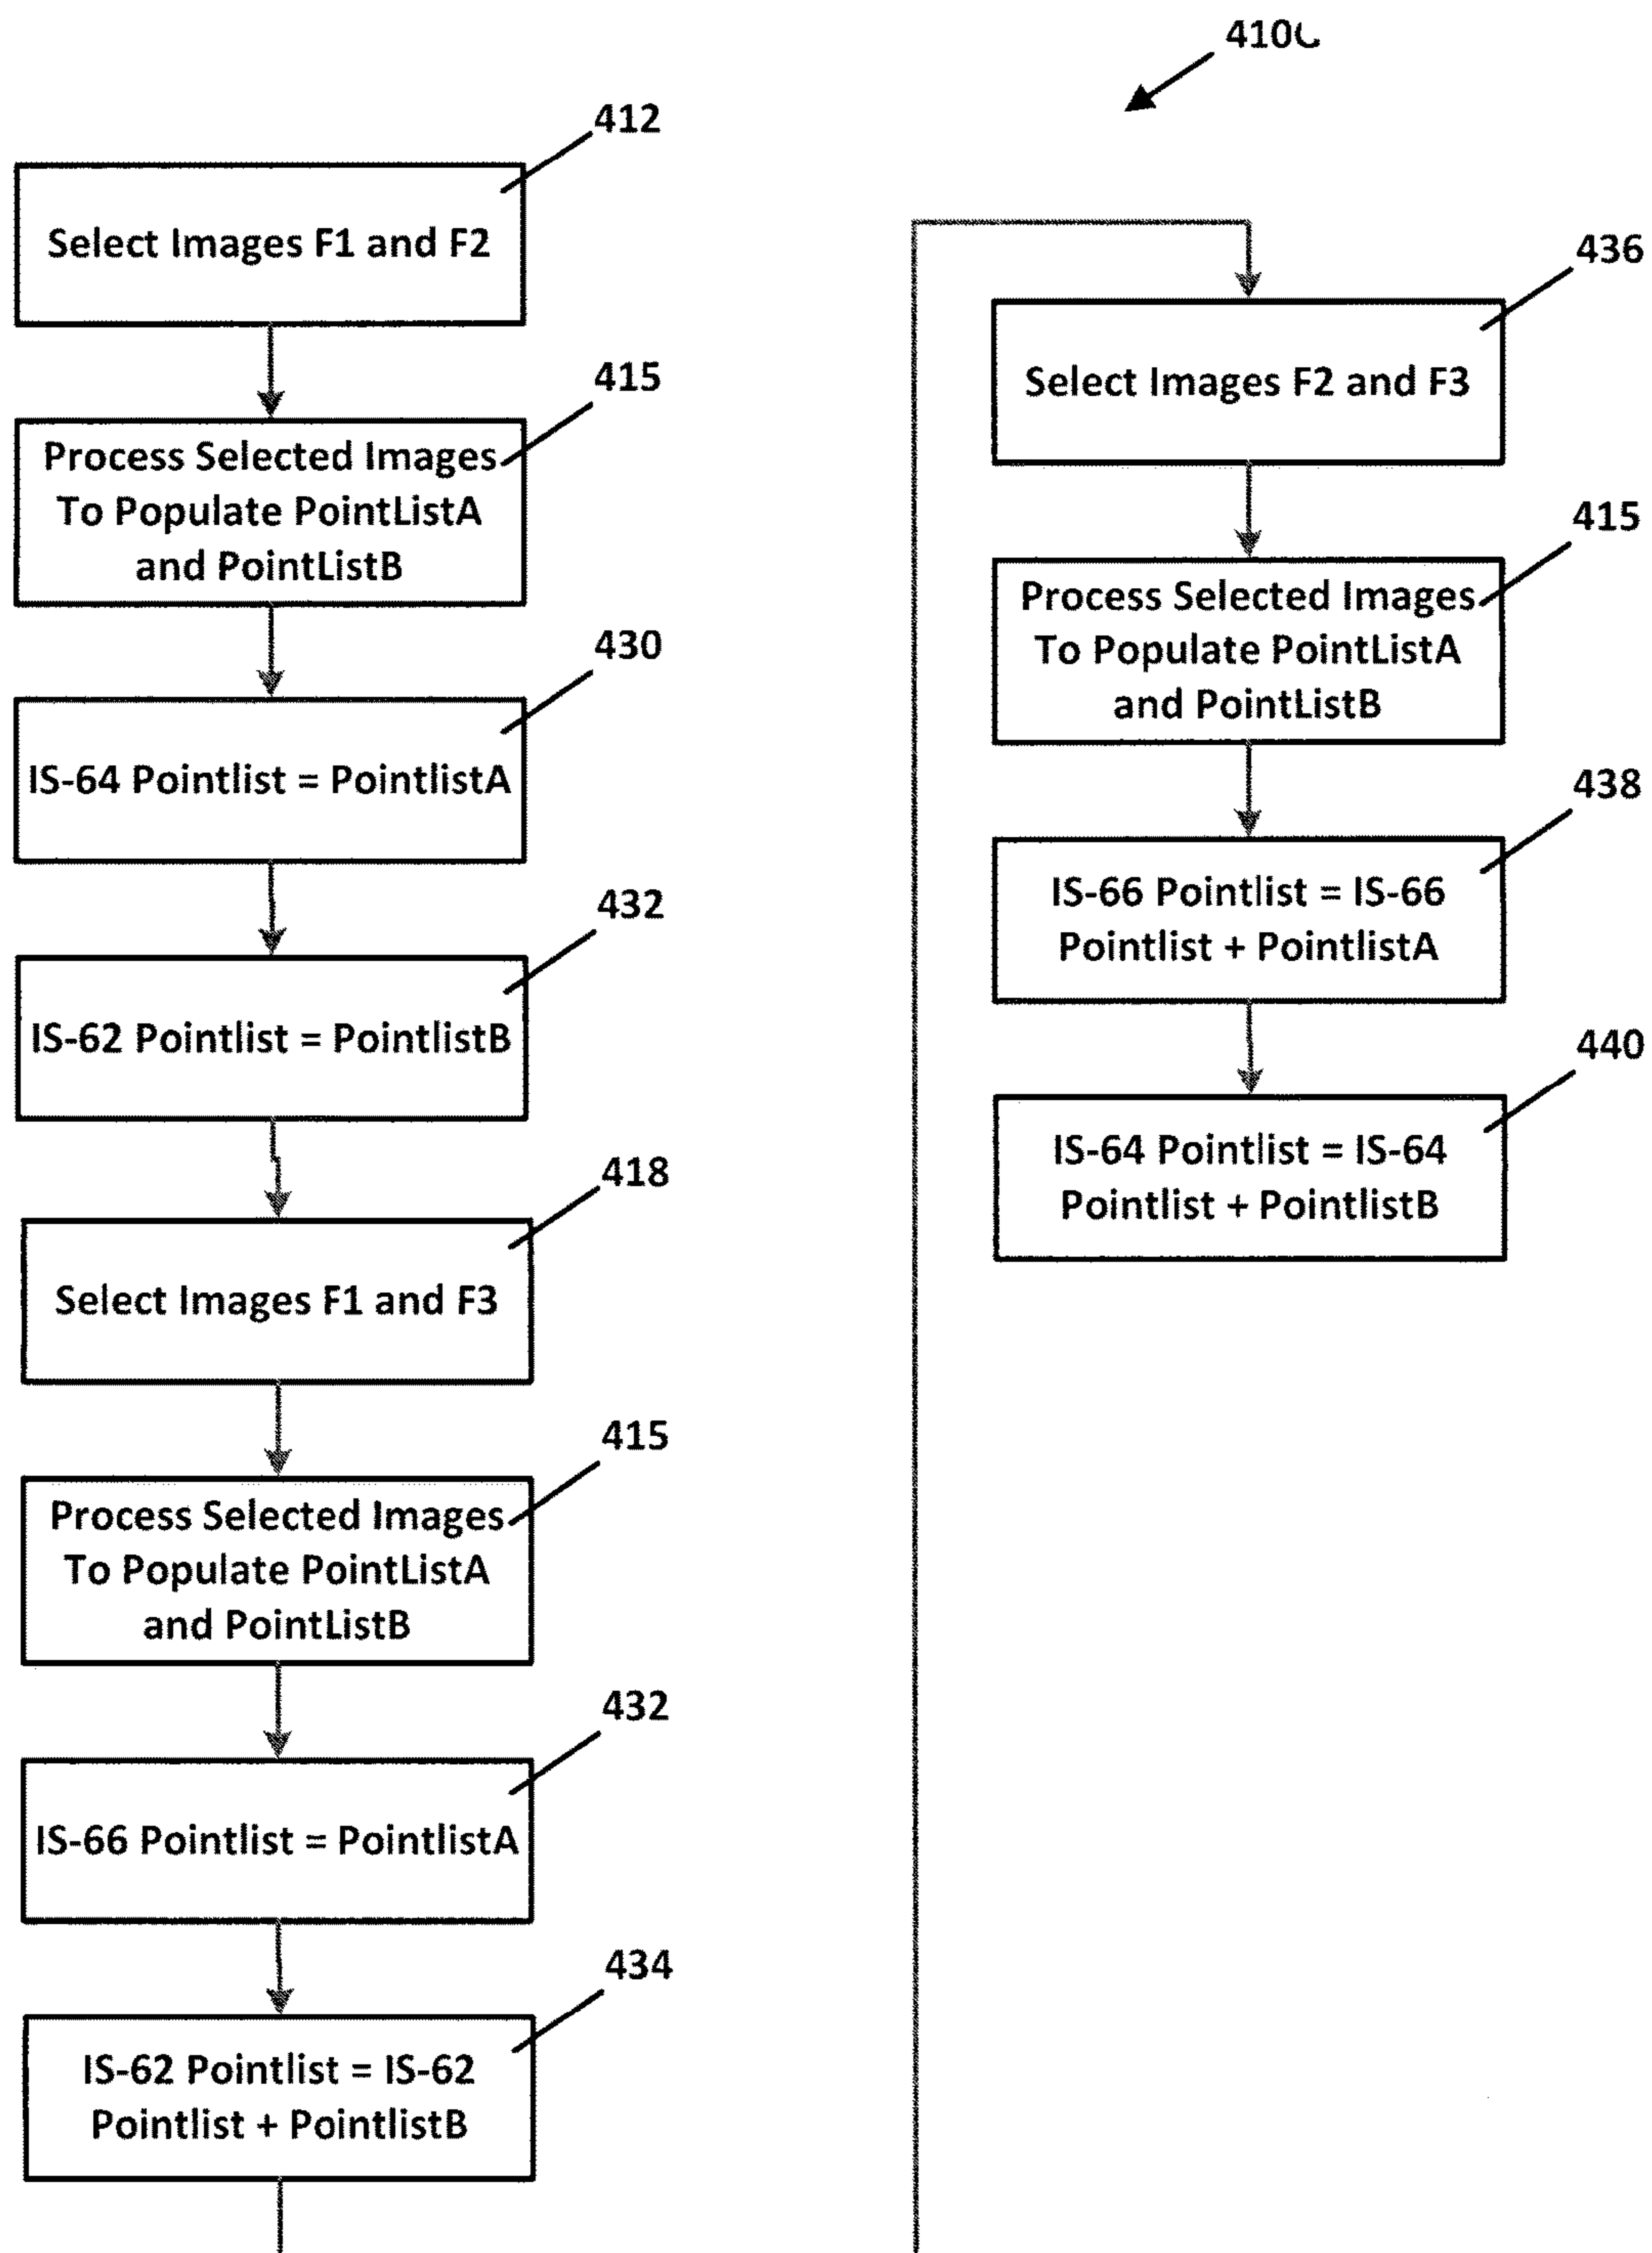 410C
412
Select Images F1 and F2
415
Process Selected Images
To Populate PointListA
and PointListB
430
IS-64 Pointlist = PointlistA
432
IS-62 Pointlist = PointlistB
418
Select Images F1 and F3
415
Process Selected Images
To Populate PointListA
and PointListB
432
IS-66 Pointlist = PointlistA
434
IS-62 Pointlist = IS-62
Pointlist + PointlistB
436
Select Images F2 and F3
415
Process Selected Images
To Populate PointListA
and PointListB
438
IS-66 Pointlist = IS-66
Pointlist + PointlistA
440
IS-64 Pointlist = IS-64
Pointlist + PointlistB